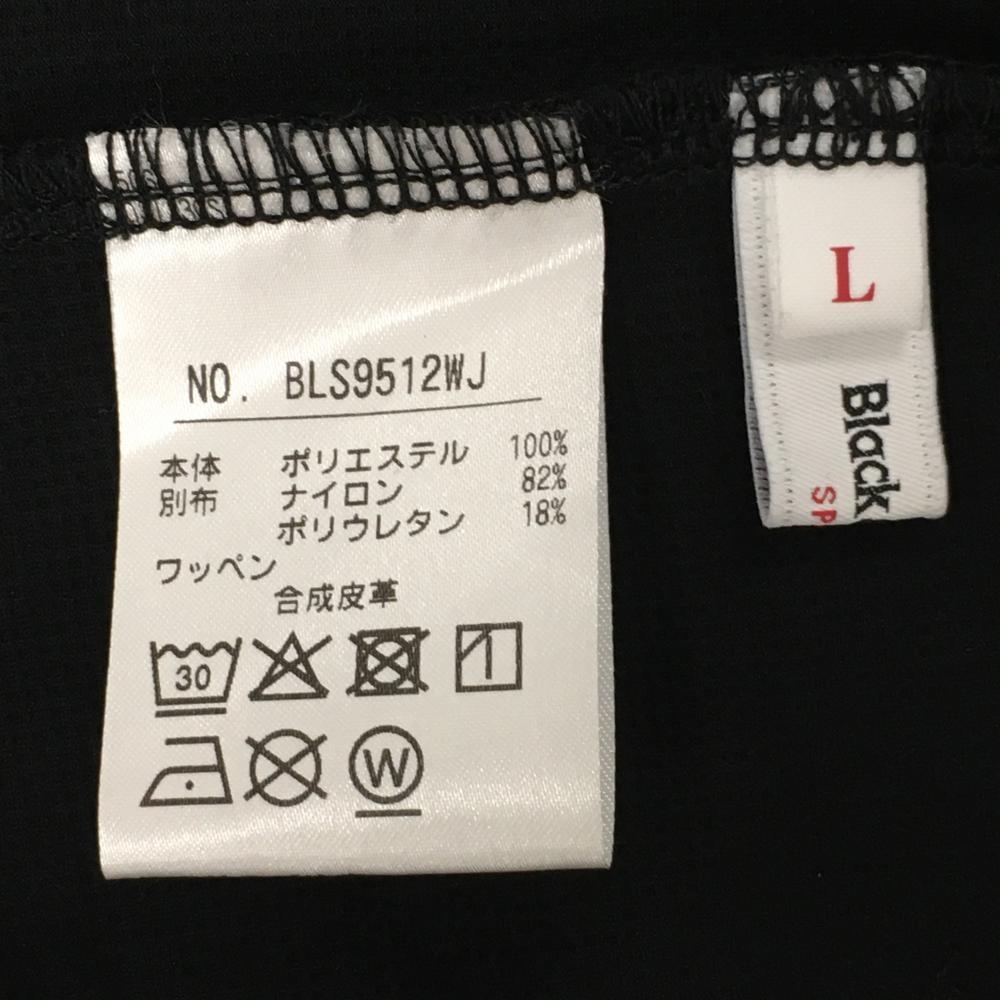 NO. BLS9512WJ
本体 ポリエステル 100%
別布 ナイロン 82%
ポリウレタン 18%
ワッペン
合成皮革
30
W
L
Black
SP